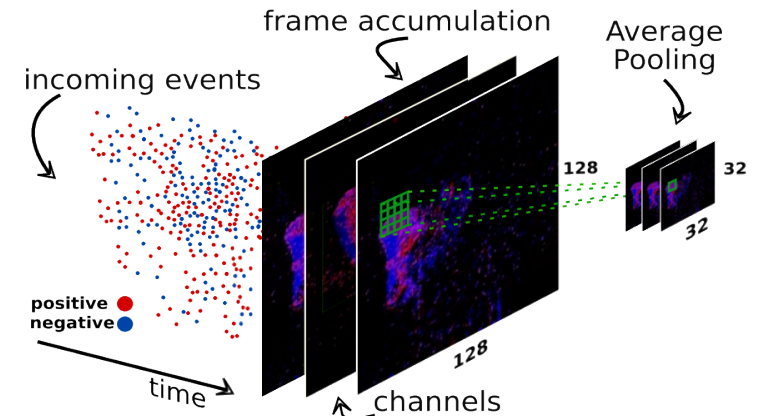 frame accumulation
Average
Pooling
incoming events
128
32
32
positive
negative
128
time
channels